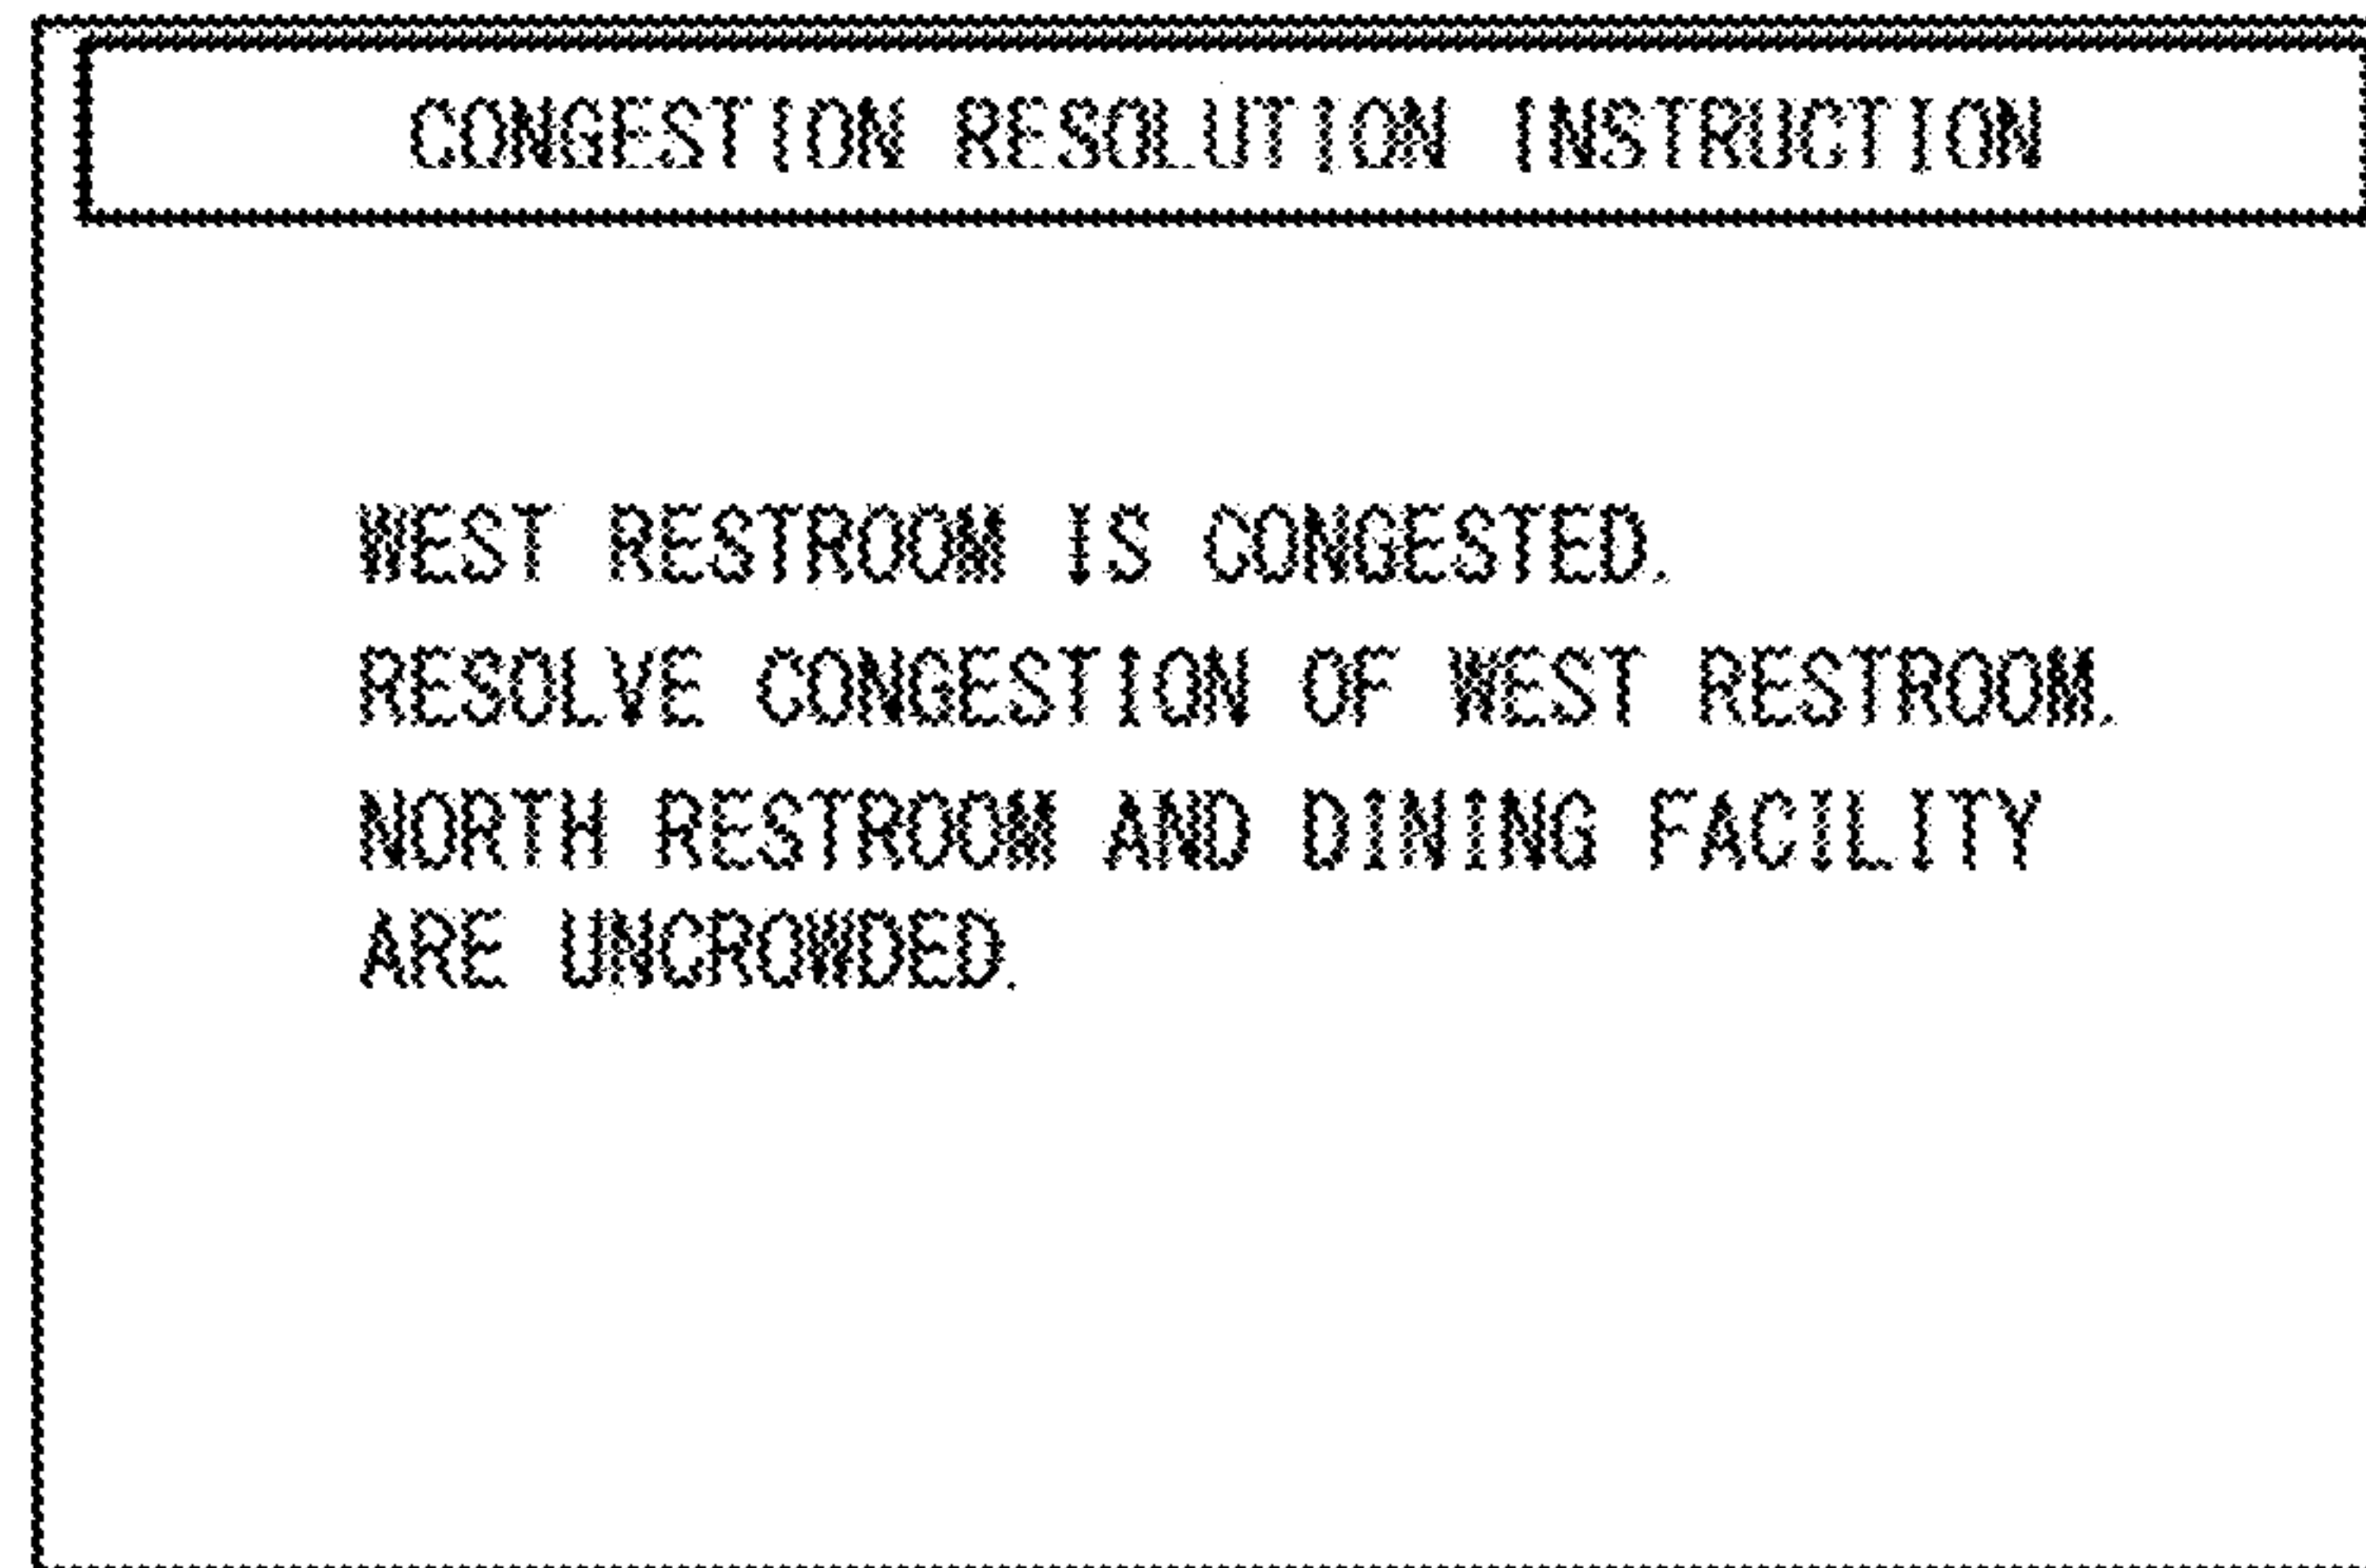 CONGESTION RESOLUTION INSTRUCTION
WEST RESTROOM IS CONGESTED.
RESOLVE CONGESTION OF WEST RESTROOM.
NORTH RESTROOM AND DINING FACILITY
ARE UNCROWDED.